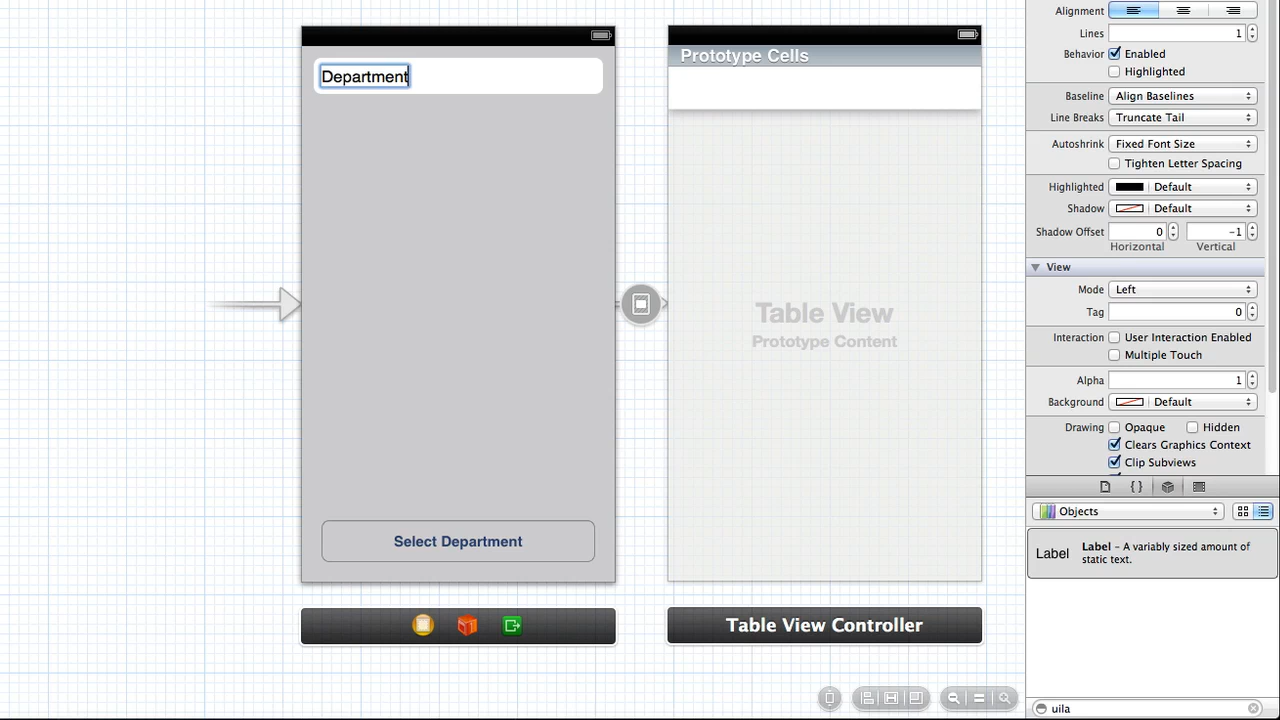 Department
Select Department
Prototype Cells
Table View
Prototype Content
Table View Controller
Alignment
Lines 1
Behavior Enabled
Highlighted
Baseline Align Baselines
Line Breaks Truncate Tail
Autoshrink Fixed Font Size
Tighten Letter Spacing
Highlighted Default
Shadow Default
Shadow Offset 0 -1
Horizontal Vertical
View
Mode Left
Tag 0
Interaction User Interaction Enabled
Multiple Touch
Alpha 1
Background Default
Drawing Opaque Hidden
Clears Graphics Context
Clip Subviews
{ }
Objects
Label Label – A variably sized amount of
static text.
uila